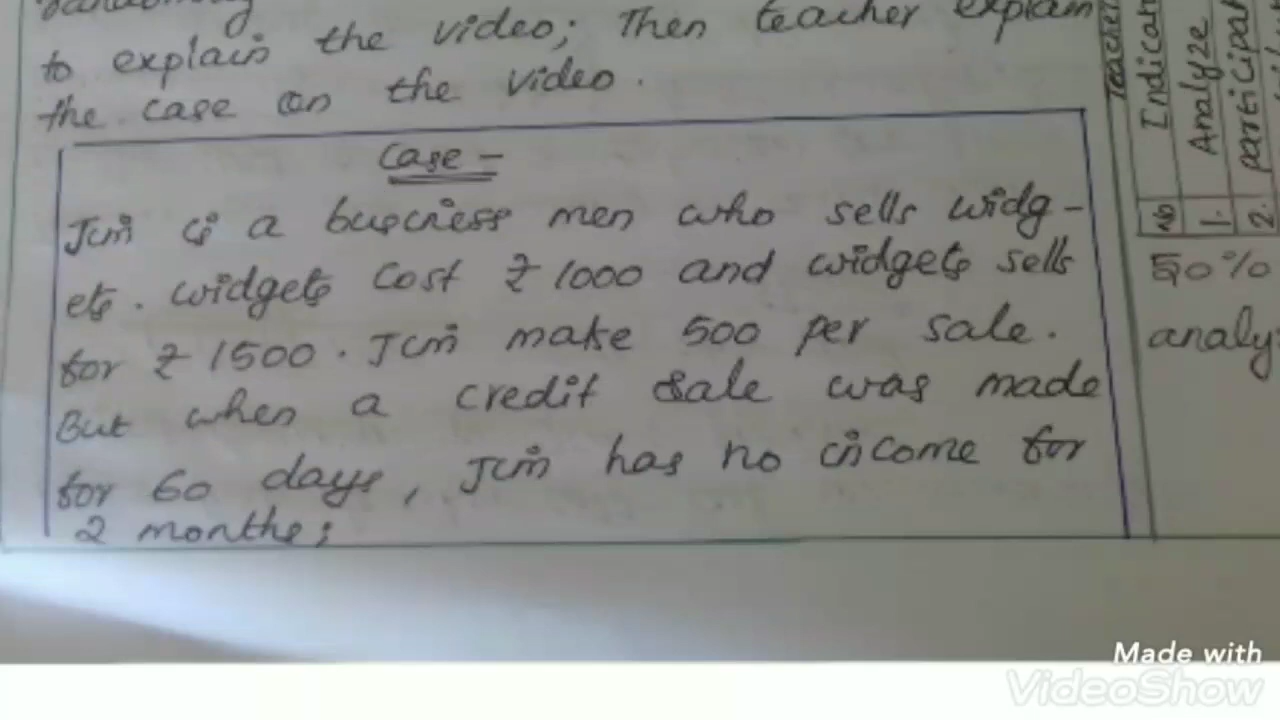 to explain the video; Then teacher explain
the case on the video.
Case -
Jim is a business men who sells widg-
ets. widgets cost ₹ 1000 and widgets sells
for ₹ 1500. Jim make 500 per sale.
But when a credit sale was made
for 60 days, Jim has no income for
2 months;
Teacher
No Indicat
1. Analyze
2. participat
50%
analy
Made with
VideoShow